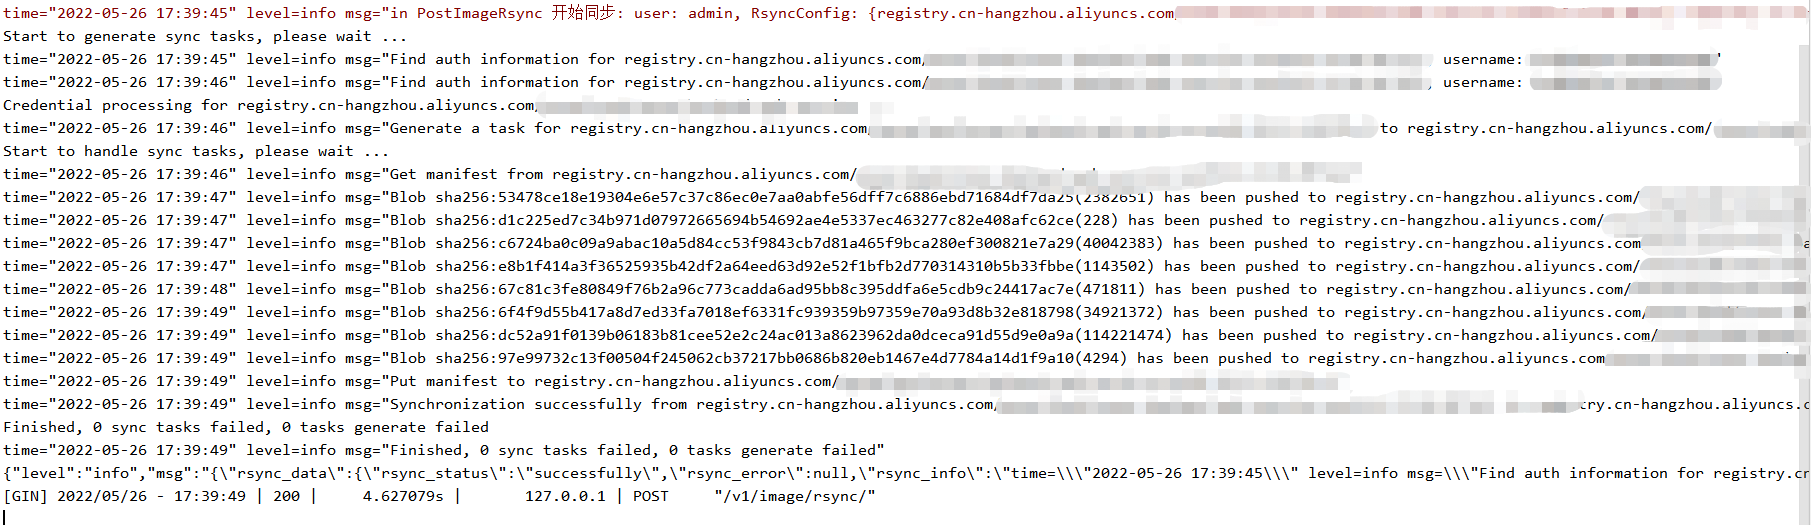 time="2022-05-26 17:39:45" level=info msg="in PostImageRsync 开始同步: user: admin, RsyncConfig: {registry.cn-hangzhou.aliyuncs.com
Start to generate sync tasks, please wait ...
time="2022-05-26 17:39:45" level=info msg="Find auth information for registry.cn-hangzhou.aliyuncs.com/ username:
time="2022-05-26 17:39:46" level=info msg="Find auth information for registry.cn-hangzhou.aliyuncs.com/ , username:
Credential processing for registry.cn-hangzhou.aliyuncs.com/
time="2022-05-26 17:39:46" level=info msg="Generate a task for registry.cn-hangzhou.aliyuncs.com/ to registry.cn-hangzhou.aliyuncs.com/
Start to handle sync tasks, please wait ...
time="2022-05-26 17:39:46" level=info msg="Get manifest from registry.cn-hangzhou.aliyuncs.com/
time="2022-05-26 17:39:47" level=info msg="Blob sha256:53478ce18e19304e6e57c37c86ec0e7aa0abfe56dff7c6886ebd71684df7da25(2382651) has been pushed to registry.cn-hangzhou.aliyuncs.com/
time="2022-05-26 17:39:47" level=info msg="Blob sha256:d1c225ed7c34b971d07972665694b54692ae4e5337ec463277c82e408afc62ce(228) has been pushed to registry.cn-hangzhou.aliyuncs.com/
time="2022-05-26 17:39:47" level=info msg="Blob sha256:c6724ba0c09a9abac10a5d84cc53f9843cb7d81a465f9bca280ef300821e7a29(40042383) has been pushed to registry.cn-hangzhou.aliyuncs.com
time="2022-05-26 17:39:47" level=info msg="Blob sha256:e8b1f414a3f36525935b42df2a64eed63d92e52f1bfb2d770314310b5b33fbbe(1143502) has been pushed to registry.cn-hangzhou.aliyuncs.com/
time="2022-05-26 17:39:48" level=info msg="Blob sha256:67c81c3fe80849f76b2a96c773cadda6ad95bb8c395ddfa6e5cdb9c24417ac7e(471811) has been pushed to registry.cn-hangzhou.aliyuncs.com/
time="2022-05-26 17:39:49" level=info msg="Blob sha256:6f4f9d55b417a8d7ed33fa7018ef6331fc939359b97359e70a93d8b32e818798(34921372) has been pushed to registry.cn-hangzhou.aliyuncs.com/
time="2022-05-26 17:39:49" level=info msg="Blob sha256:dc52a91f0139b06183b81cee52e2c24ac013a8623962da0dceca91d55d9e0a9a(114221474) has been pushed to registry.cn-hangzhou.aliyuncs.com/
time="2022-05-26 17:39:49" level=info msg="Blob sha256:97e99732c13f00504f245062cb37217bb0686b820eb1467e4d7784a14d1f9a10(4294) has been pushed to registry.cn-hangzhou.aliyuncs.com
time="2022-05-26 17:39:49" level=info msg="Put manifest to registry.cn-hangzhou.aliyuncs.com/
time="2022-05-26 17:39:49" level=info msg="Synchronization successfully from registry.cn-hangzhou.aliyuncs.com/ try.cn-hangzhou.aliyuncs.c
Finished, 0 sync tasks failed, 0 tasks generate failed
time="2022-05-26 17:39:49" level=info msg="Finished, 0 sync tasks failed, 0 tasks generate failed"
{"level":"info","msg":"{\"rsync_data\":{\"rsync_status\":\"successfully\",\"rsync_error\":null,\"rsync_info\":\"time=\\\"2022-05-26 17:39:45\\\" level=info msg=\\\"Find auth information for registry.cn
[GIN] 2022/05/26 - 17:39:49 | 200 | 4.627079s | 127.0.0.1 | POST "/v1/image/rsync/"